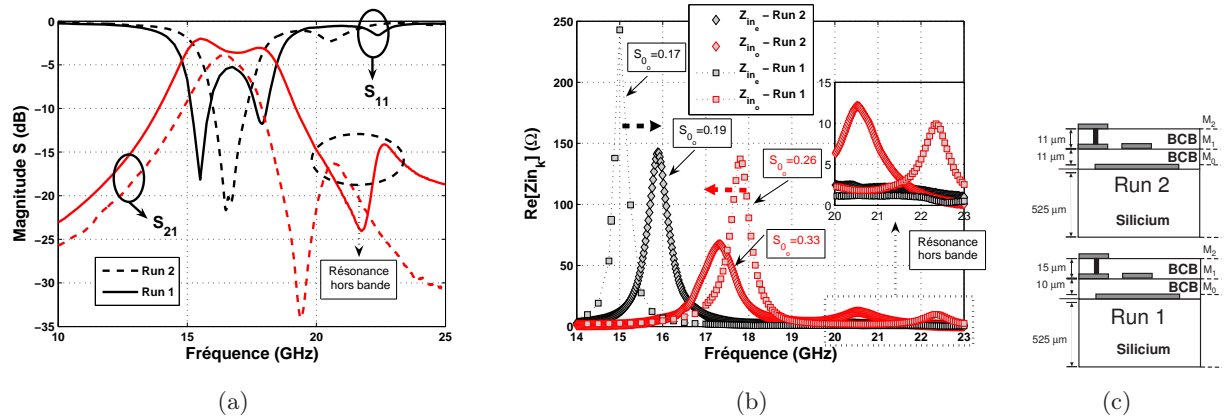 0
−5
−10
−15
−20
−25
−30
−35
10
15
20
25
Magnitude S (dB)
Fréquence (GHz)
S11
S21
Run 2
Run 1
Résonance
hors bande
(a)
250
200
150
100
50
0
14 15 16 17 18 19 20 21 22 23
Re[Zink] (Ω)
Fréquence (GHz)
S0o=0.17
S0o=0.19
S0o=0.26
S0o=0.33
Zine − Run 2
Zino − Run 2
Zine − Run 1
Zino − Run 1
15
10
5
0
20 21 22 23
Résonance
hors bande
(b)
M2
11 μm
BCB
M1
11 μm
BCB
M0
Run 2
525 μm
Silicium
M2
15 μm
BCB
M1
10 μm
BCB
M0
Run 1
525 μm
Silicium
(c)